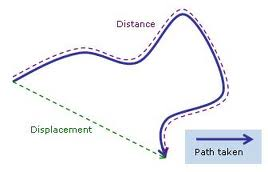 Distance
Displacement
Path taken